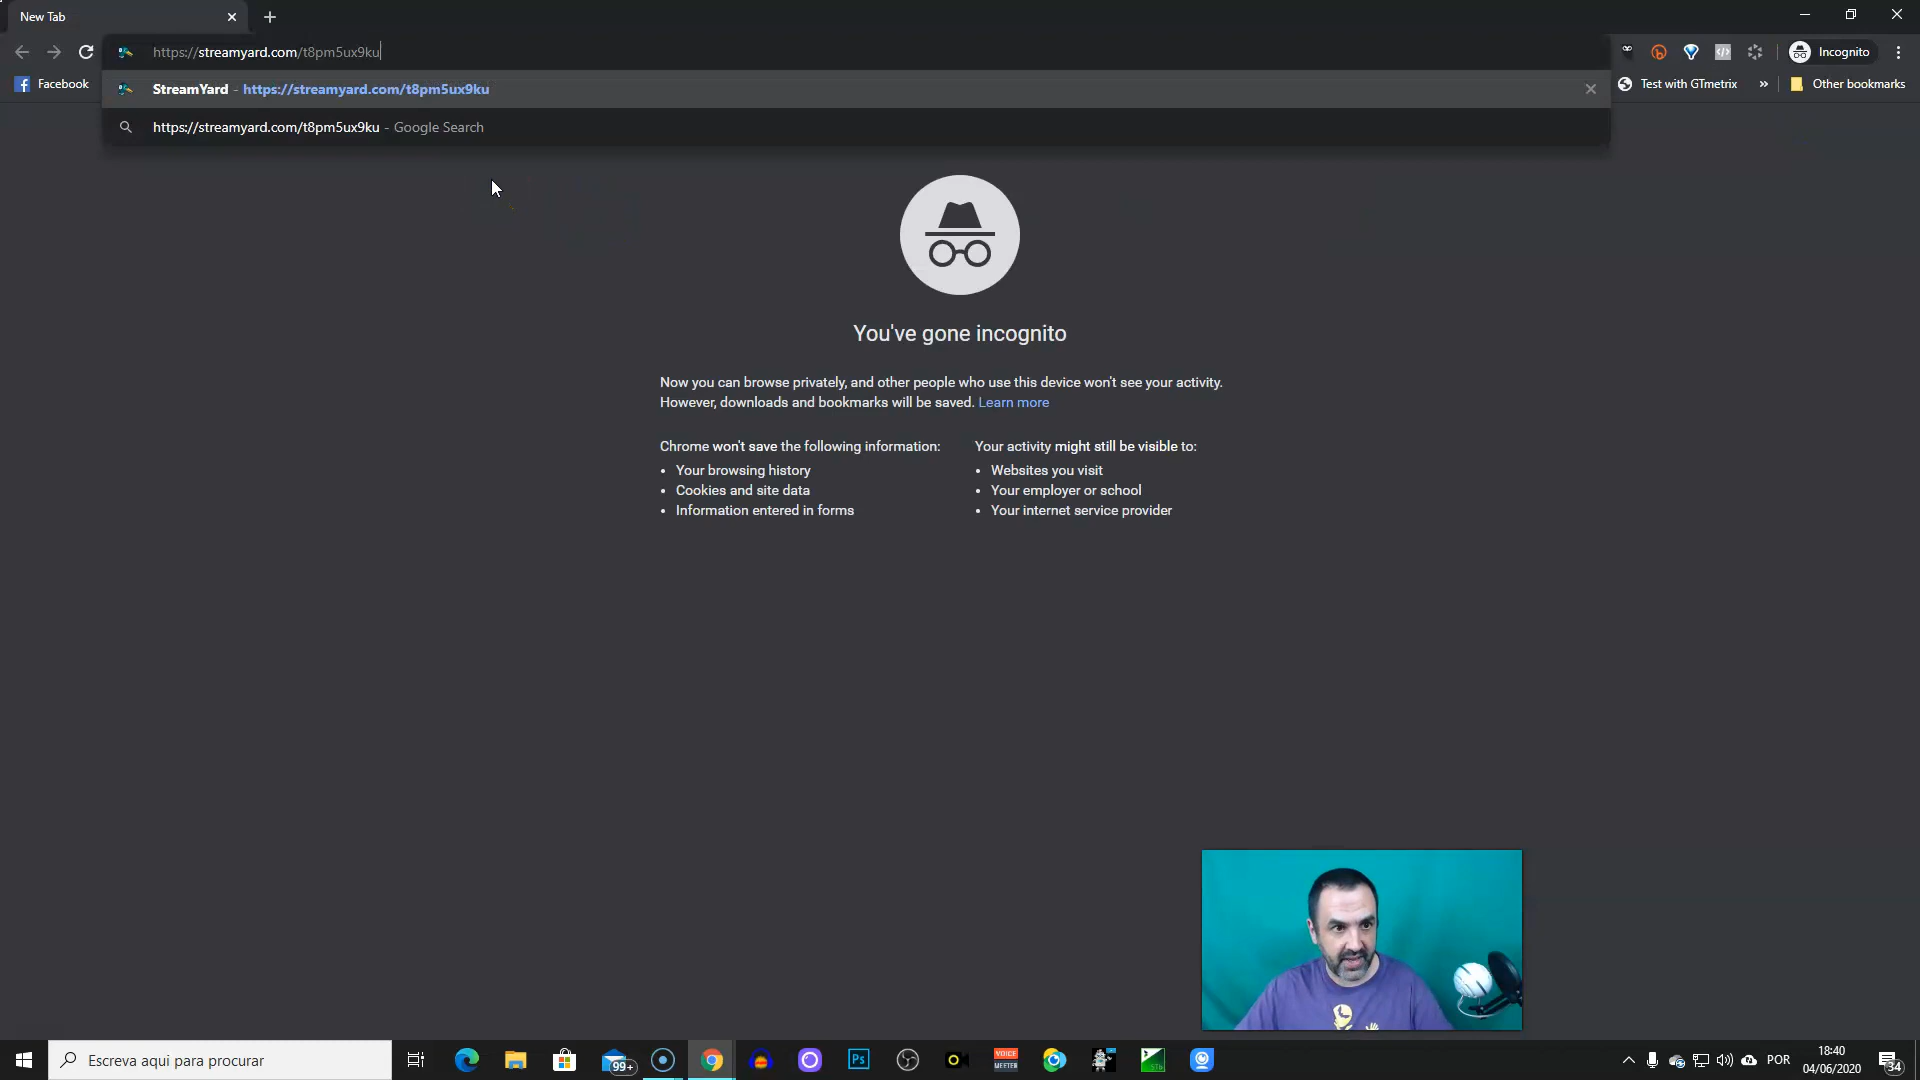 New Tab
https://streamyard.com/t8pm5ux9ku
Incognito
StreamYard - https://streamyard.com/t8pm5ux9ku
https://streamyard.com/t8pm5ux9ku - Google Search
Facebook
Test with GTmetrix
»
Other bookmarks
You've gone incognito
Now you can browse privately, and other people who use this device won't see your activity.
However, downloads and bookmarks will be saved. Learn more
Chrome won't save the following information:
• Your browsing history
• Cookies and site data
• Information entered in forms
Your activity might still be visible to:
• Websites you visit
• Your employer or school
• Your internet service provider
Escreva aqui para procurar
99+
Ps
VOICE
MEETER
POR
18:40
04/06/2020
34